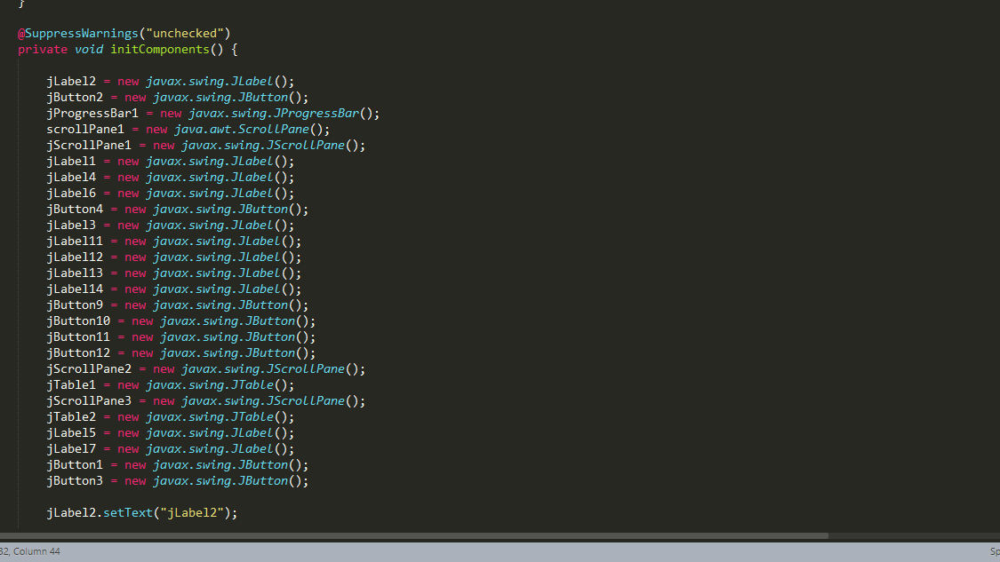 }
@SuppressWarnings("unchecked")
private void initComponents() {
jLabel2 = new javax.swing.JLabel();
jButton2 = new javax.swing.JButton();
jProgressBar1 = new javax.swing.JProgressBar();
scrollPane1 = new java.awt.ScrollPane();
jScrollPane1 = new javax.swing.JScrollPane();
jLabel1 = new javax.swing.JLabel();
jLabel4 = new javax.swing.JLabel();
jLabel6 = new javax.swing.JLabel();
jButton4 = new javax.swing.JButton();
jLabel3 = new javax.swing.JLabel();
jLabel11 = new javax.swing.JLabel();
jLabel12 = new javax.swing.JLabel();
jLabel13 = new javax.swing.JLabel();
jLabel14 = new javax.swing.JLabel();
jButton9 = new javax.swing.JButton();
jButton10 = new javax.swing.JButton();
jButton11 = new javax.swing.JButton();
jButton12 = new javax.swing.JButton();
jScrollPane2 = new javax.swing.JScrollPane();
jTable1 = new javax.swing.JTable();
jScrollPane3 = new javax.swing.JScrollPane();
jTable2 = new javax.swing.JTable();
jLabel5 = new javax.swing.JLabel();
jLabel7 = new javax.swing.JLabel();
jButton1 = new javax.swing.JButton();
jButton3 = new javax.swing.JButton();
jLabel2.setText("jLabel2");
32, Column 44
Sp